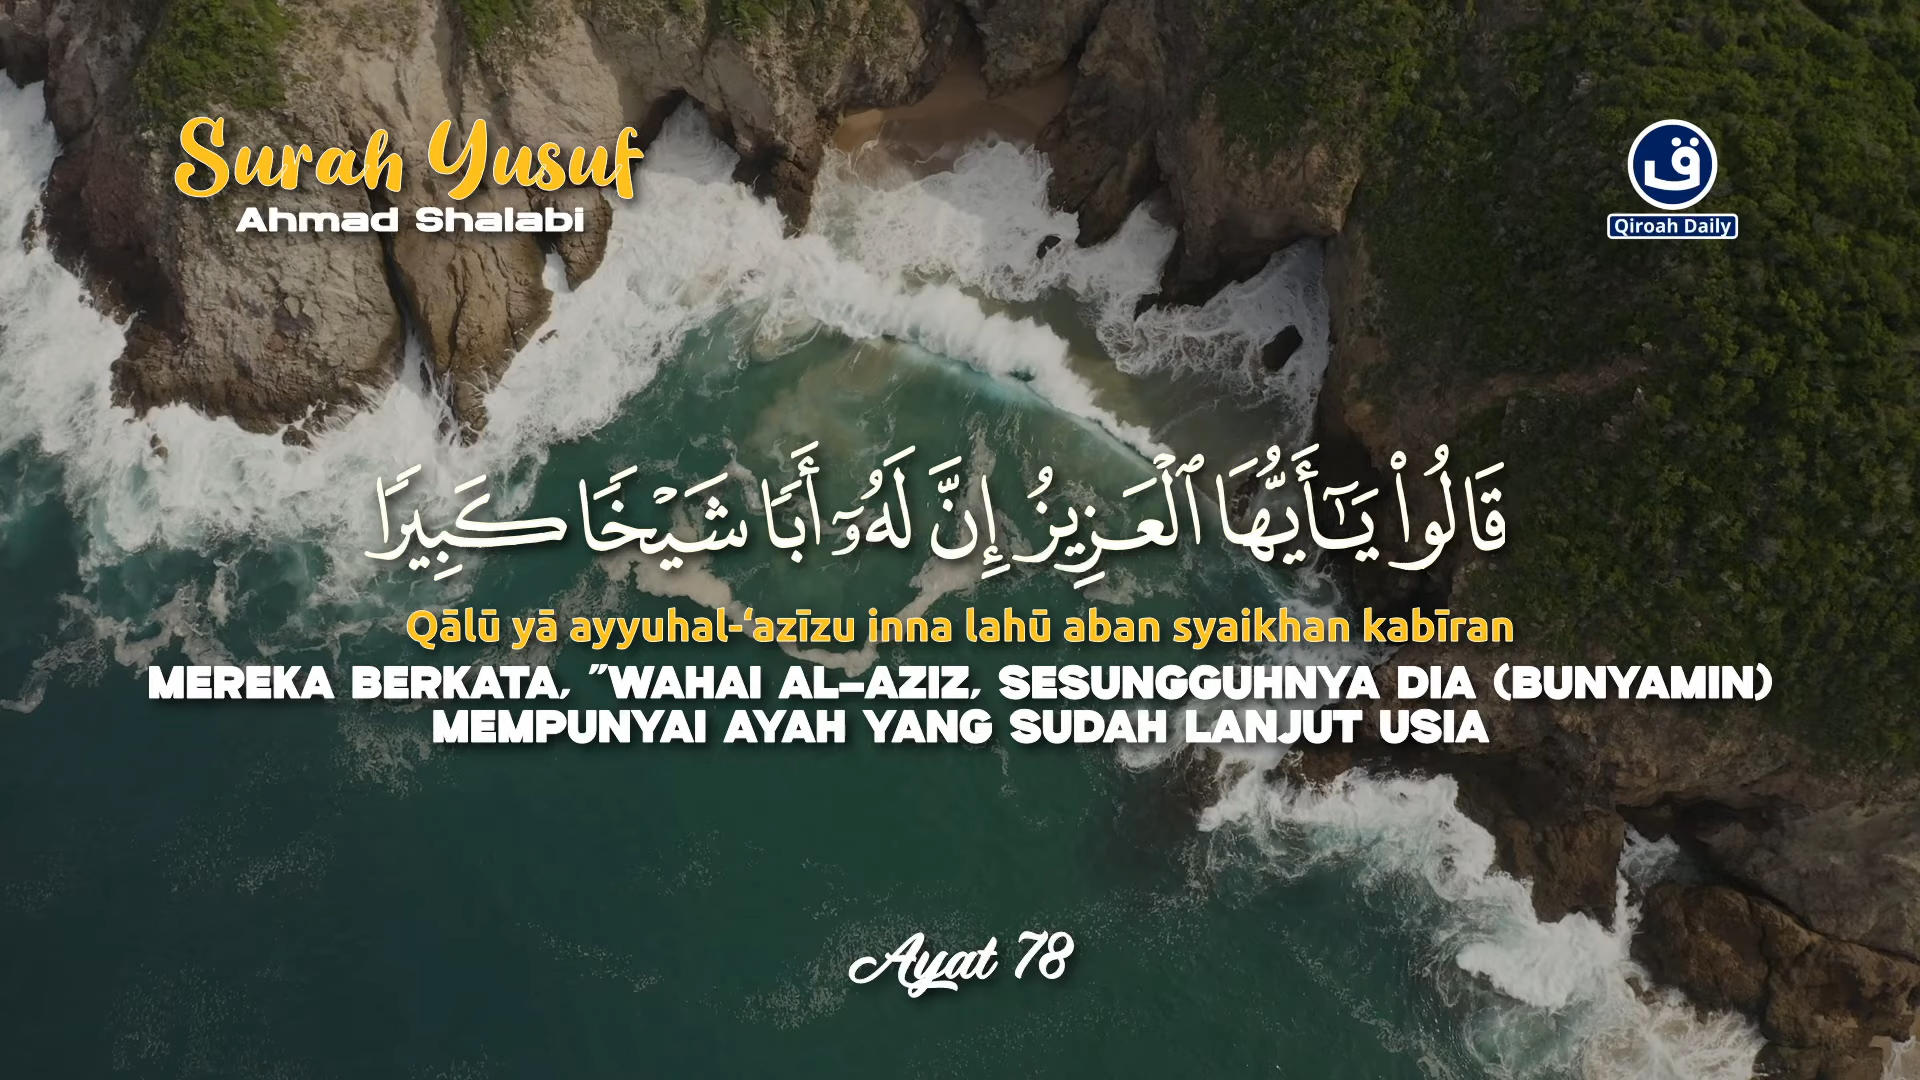 Surah Yusuf
Ahmad Shalabi
ق
Qiroah Daily
قَالُوا۟ يَـٰٓأَيُّهَا ٱلْعَزِيزُ إِنَّ لَهُۥٓ أَبًا شَيْخًا كَبِيرًا
Qālū yā ayyuhal-‘azīzu inna lahū aban syaikhan kabīran
MEREKA BERKATA, "WAHAI AL-AZIZ, SESUNGGUHNYA DIA (BUNYAMIN)
MEMPUNYAI AYAH YANG SUDAH LANJUT USIA
Ayat 78